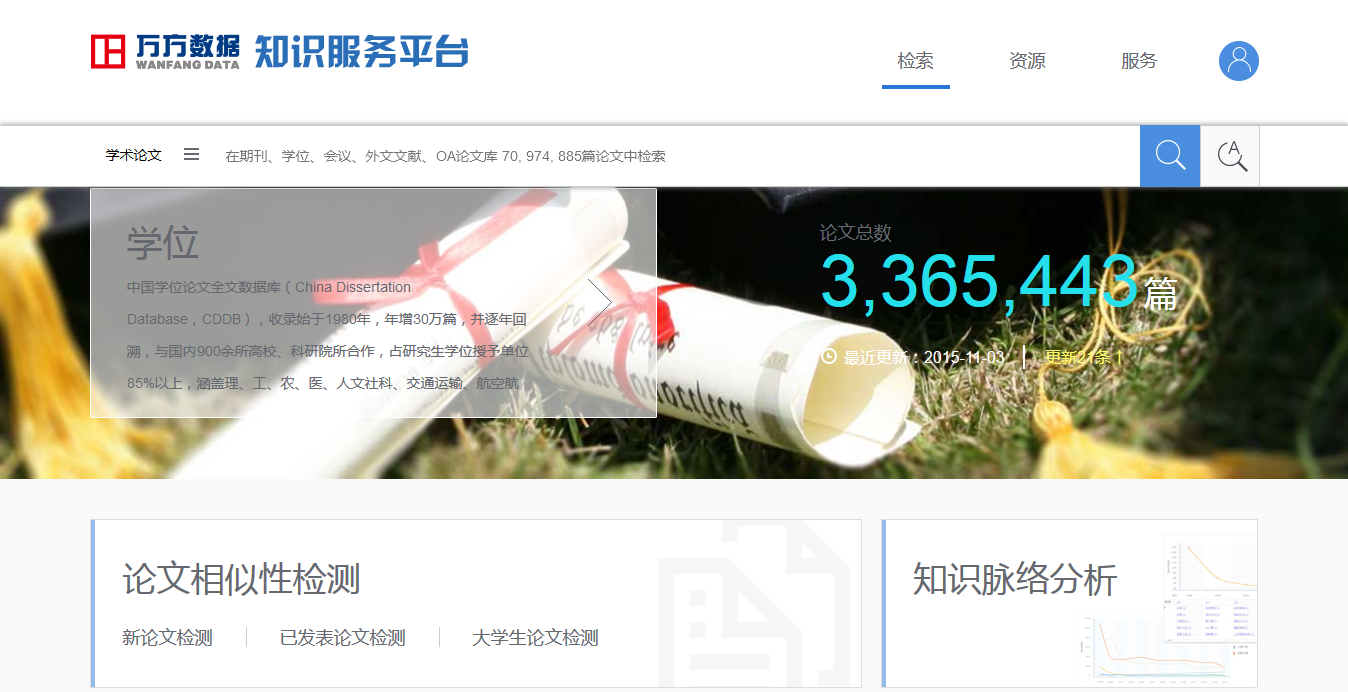 万方数据 知识服务平台
WANFANG DATA
检索 资源 服务
学术论文 在期刊、学位、会议、外文文献、OA论文库 70, 974, 885篇论文中检索
A
学位
中国学位论文全文数据库（China Dissertation
Database，CDDB），收录始于1980年，年增30万篇，并逐年回
溯，与国内900余所高校、科研院所合作，占研究生学位授予单位
85%以上，涵盖理、工、农、医、人文社科、交通运输、航空航
论文总数
3,365,443篇
最近更新：2015-11-03 更新21条↑
论文相似性检测
新论文检测 已发表论文检测 大学生论文检测
知识脉络分析